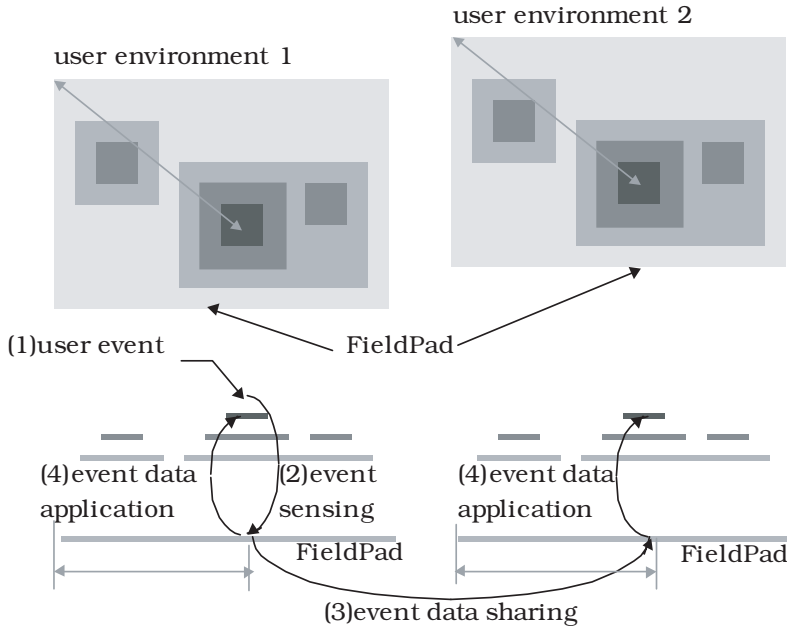 user environment 1
user environment 2
FieldPad
(1)user event
(4)event data
application
(2)event
sensing
FieldPad
(4)event data
application
FieldPad
(3)event data sharing